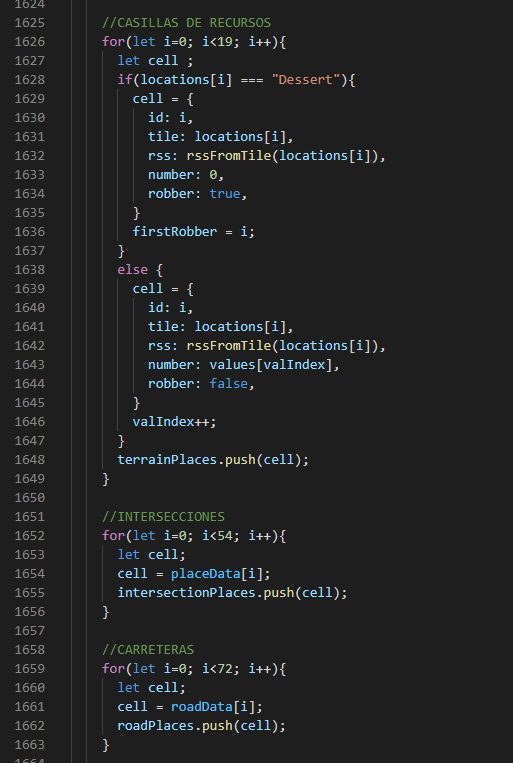 1624
1625 //CASILLAS DE RECURSOS
1626 for(let i=0; i<19; i++){
1627 let cell ;
1628 if(locations[i] === "Dessert"){
1629 cell = {
1630 id: i,
1631 tile: locations[i],
1632 rss: rssFromTile(locations[i]),
1633 number: 0,
1634 robber: true,
1635 }
1636 firstRobber = i;
1637 }
1638 else {
1639 cell = {
1640 id: i,
1641 tile: locations[i],
1642 rss: rssFromTile(locations[i]),
1643 number: values[valIndex],
1644 robber: false,
1645 }
1646 valIndex++;
1647 }
1648 terrainPlaces.push(cell);
1649 }
1650
1651 //INTERSECCIONES
1652 for(let i=0; i<54; i++){
1653 let cell;
1654 cell = placeData[i];
1655 intersectionPlaces.push(cell);
1656 }
1657
1658 //CARRETERAS
1659 for(let i=0; i<72; i++){
1660 let cell;
1661 cell = roadData[i];
1662 roadPlaces.push(cell);
1663 }
1664